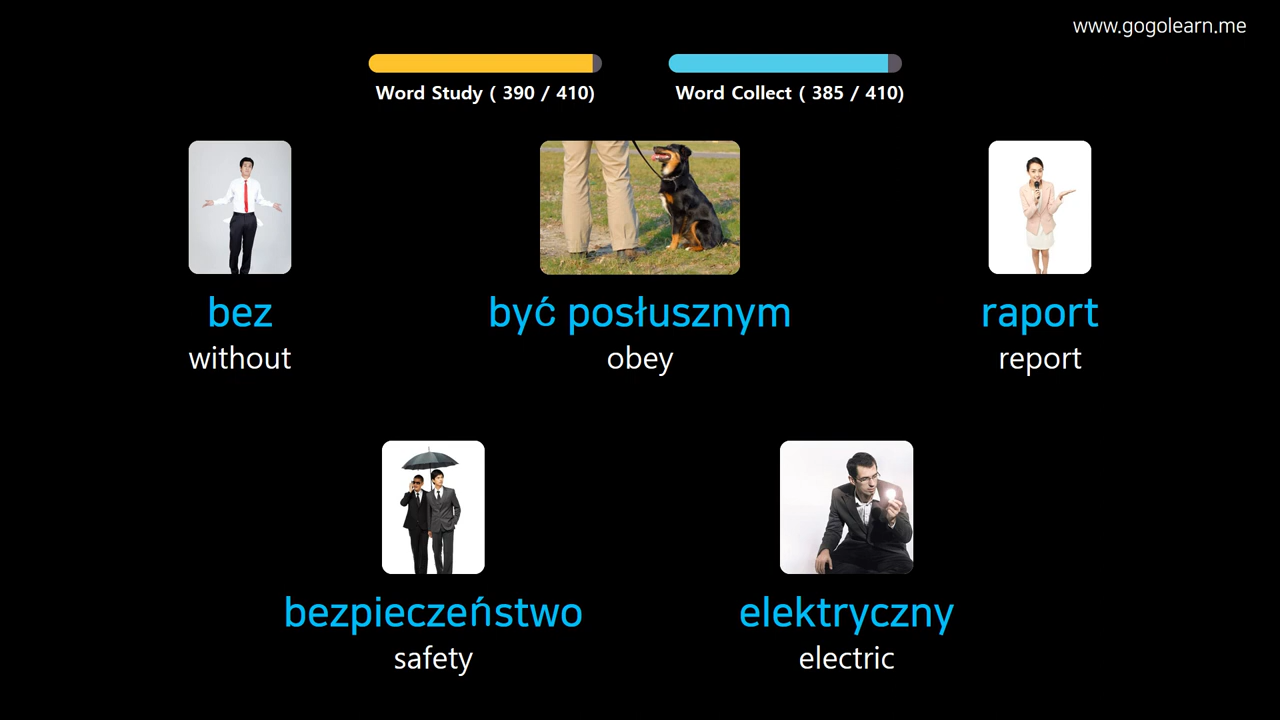 www.gogolearn.me
Word Study ( 390 / 410)
Word Collect ( 385 / 410)
bez
without
być posłusznym
obey
raport
report
bezpieczeństwo
safety
elektryczny
electric